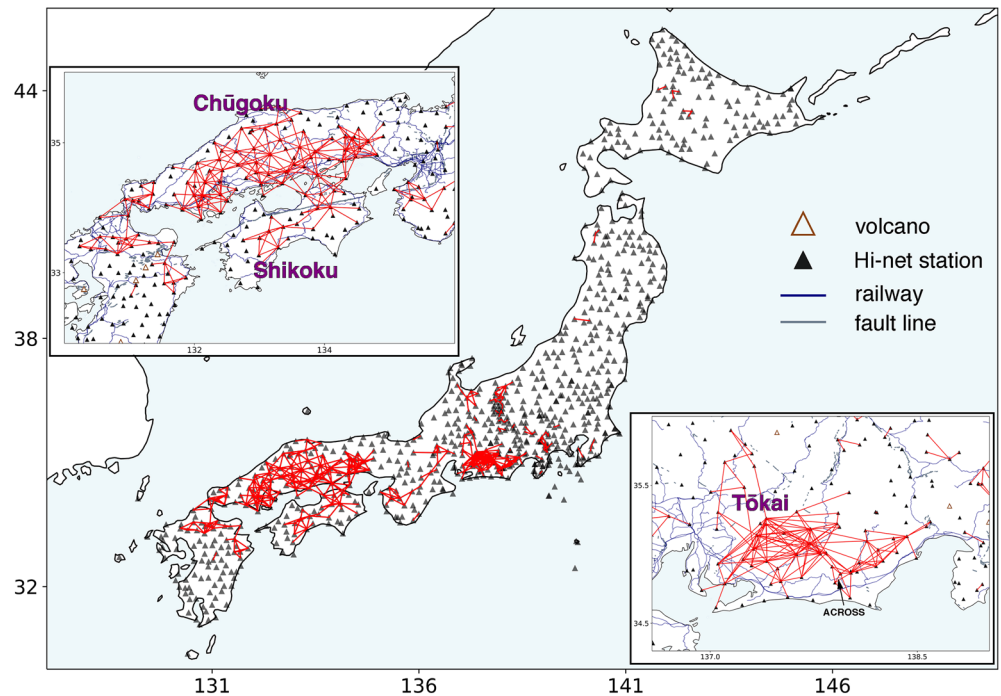 44
38
32
131
136
141
146
Chūgoku
Shikoku
35
33
132
134
volcano
Hi-net station
railway
fault line
Tōkai
ACROSS
35.5
34.5
137.0
138.5